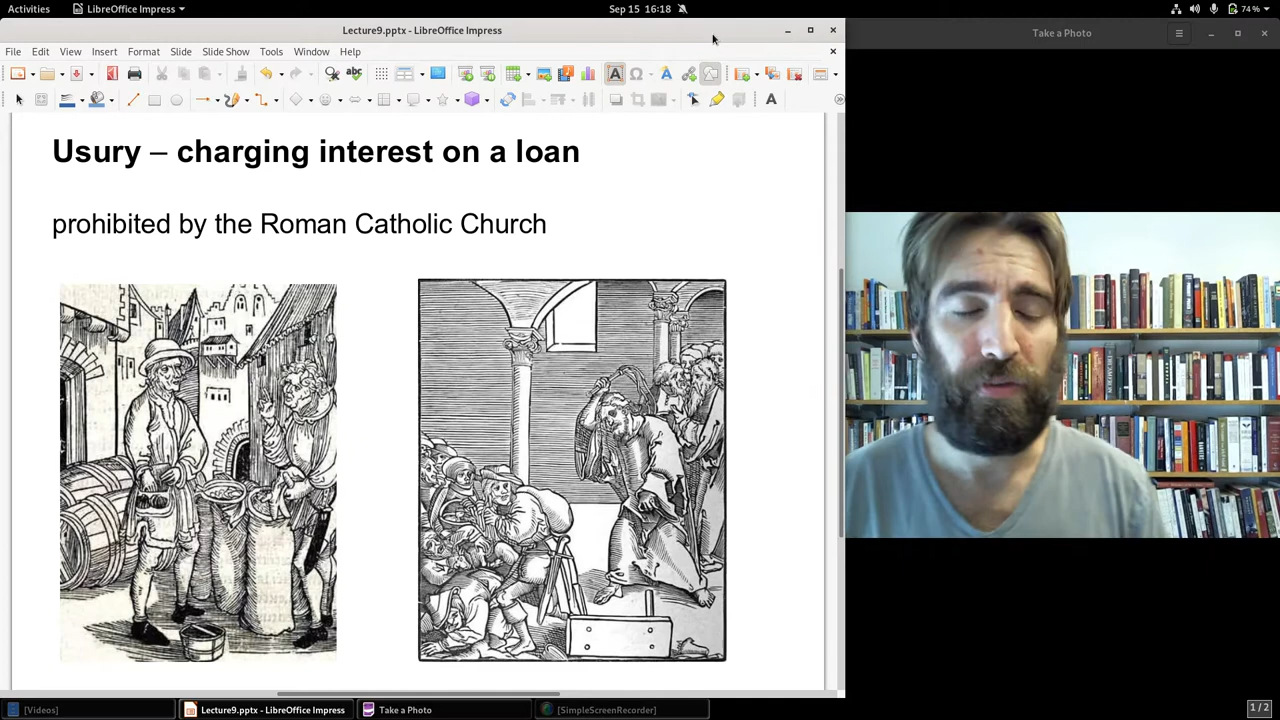 Activities LibreOffice Impress Sep 15 16:18 74 %
Lecture9.pptx - LibreOffice Impress
Take a Photo
File Edit View Insert Format Slide Slide Show Tools Window Help
abc
Usury – charging interest on a loan
prohibited by the Roman Catholic Church
[Videos] Lecture9.pptx - LibreOffice Impress Take a Photo [SimpleScreenRecorder] 1 / 2